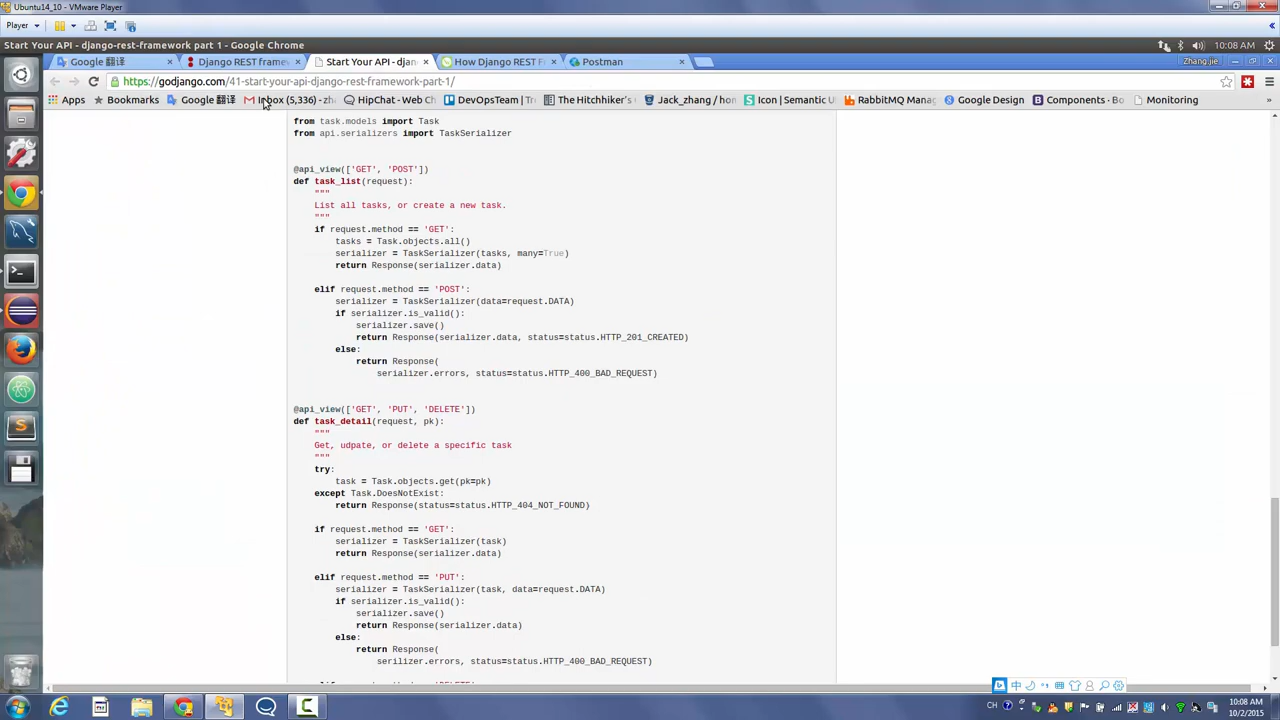 Ubuntu14_10 - VMware Player
Player
Start Your API - django-rest-framework part 1 - Google Chrome
10:08 AM
Google 翻译
Django REST frame
Start Your API - djan
How Django REST F
Postman
Zhang.jie
https://godjango.com/41-start-your-api-django-rest-framework-part-1/
Apps
Bookmarks
Google 翻译
Inbox (5,336) - zha
HipChat - Web Ch
DevOpsTeam | Tr
The Hitchhiker's
Jack_zhang / hom
Icon | Semantic U
RabbitMQ Manag
Google Design
Components · Bo
Monitoring
»
from task.models import Task
from api.serializers import TaskSerializer
@api_view(['GET', 'POST'])
def task_list(request):
"""
List all tasks, or create a new task.
"""
if request.method == 'GET':
tasks = Task.objects.all()
serializer = TaskSerializer(tasks, many=True)
return Response(serializer.data)
elif request.method == 'POST':
serializer = TaskSerializer(data=request.DATA)
if serializer.is_valid():
serializer.save()
return Response(serializer.data, status=status.HTTP_201_CREATED)
else:
return Response(
serializer.errors, status=status.HTTP_400_BAD_REQUEST)
@api_view(['GET', 'PUT', 'DELETE'])
def task_detail(request, pk):
"""
Get, udpate, or delete a specific task
"""
try:
task = Task.objects.get(pk=pk)
except Task.DoesNotExist:
return Response(status=status.HTTP_404_NOT_FOUND)
if request.method == 'GET':
serializer = TaskSerializer(task)
return Response(serializer.data)
elif request.method == 'PUT':
serializer = TaskSerializer(task, data=request.DATA)
if serializer.is_valid():
serializer.save()
return Response(serializer.data)
else:
return Response(
serilizer.errors, status=status.HTTP_400_BAD_REQUEST)
中
CH
10:08 AM
10/2/2015